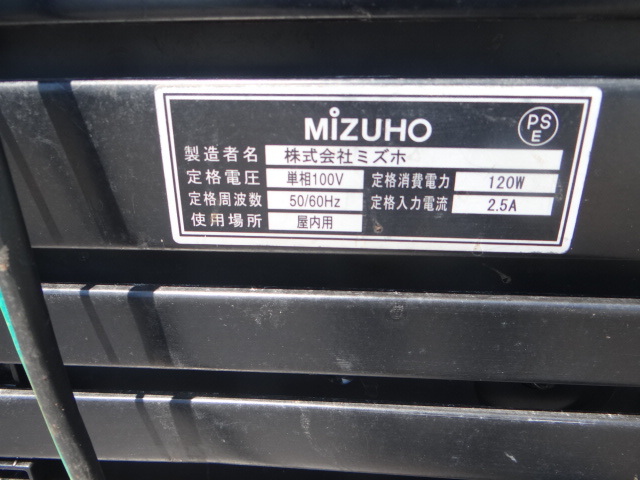 MIZUHO
PS
E
製造者名 株式会社ミズホ
定格電圧 単相100V 定格消費電力 120W
定格周波数 50/60Hz 定格入力電流 2.5A
使用場所 屋内用